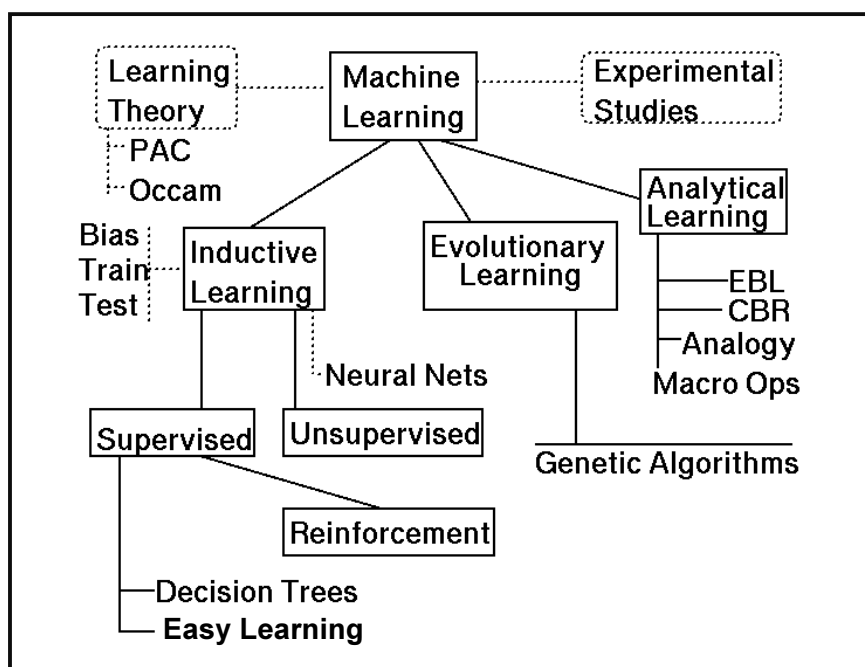 Learning
Theory
PAC
Occam
Machine
Learning
Experimental
Studies
Analytical
Learning
EBL
CBR
Analogy
Macro Ops
Evolutionary
Learning
Genetic Algorithms
Bias
Train
Test
Inductive
Learning
Neural Nets
Supervised
Unsupervised
Reinforcement
Decision Trees
Easy Learning